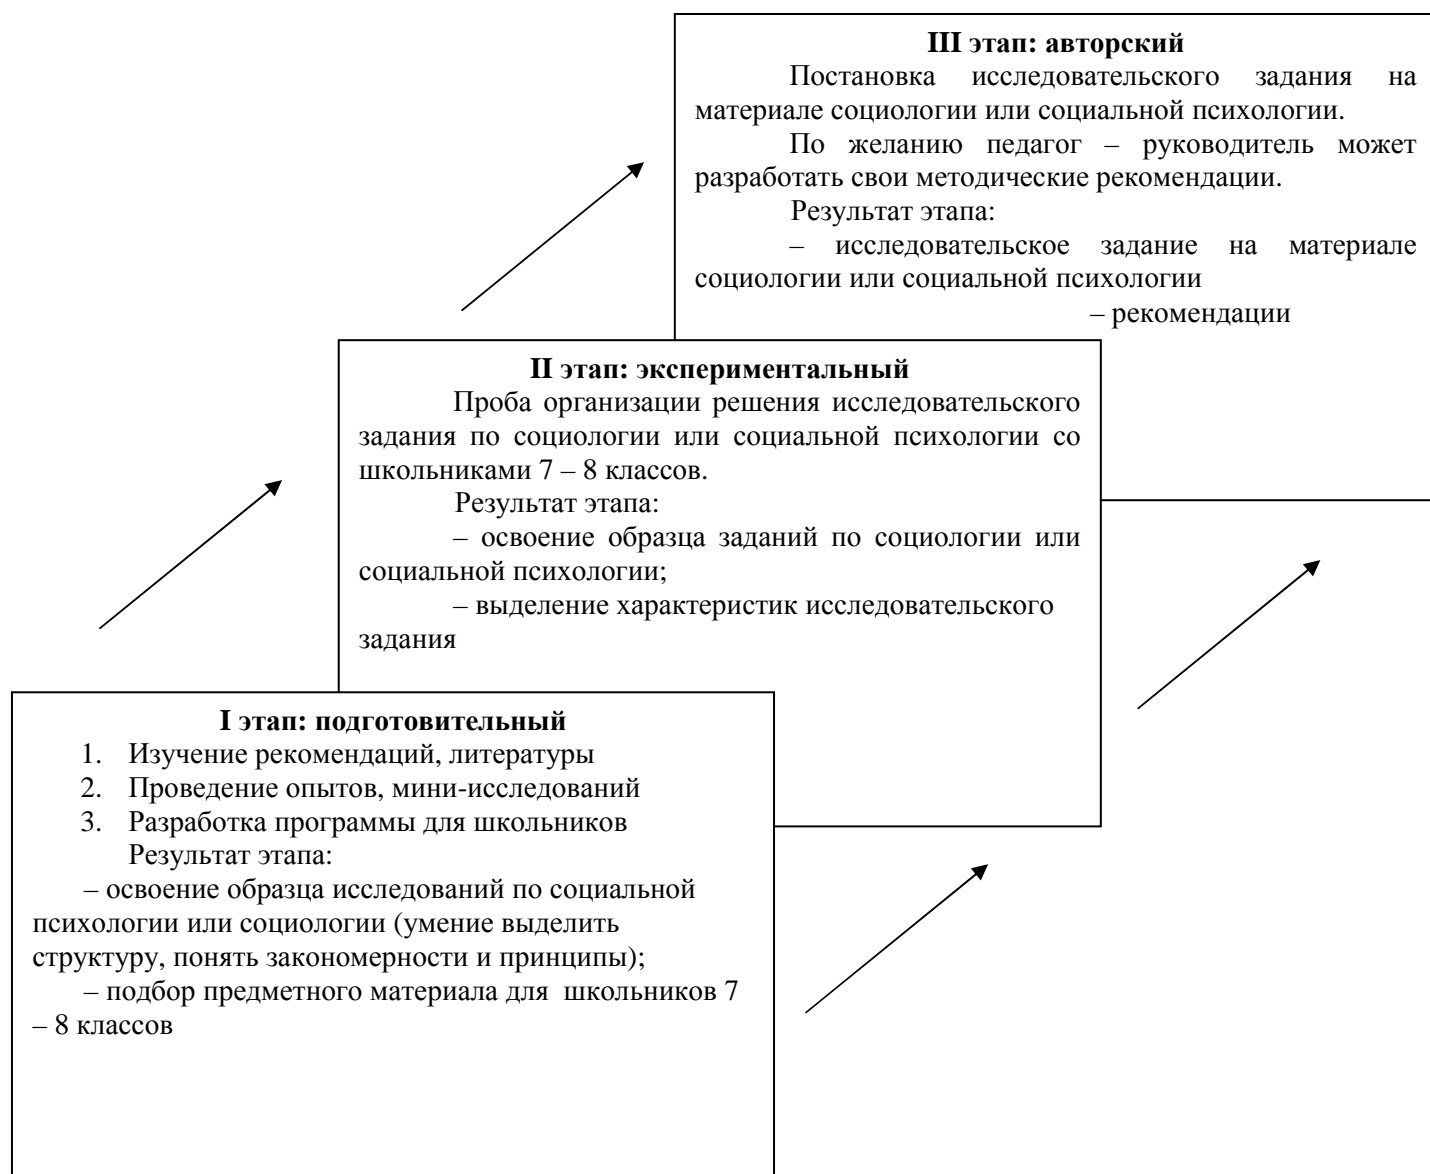 III этап: авторский
Постановка исследовательского задания на
материале социологии или социальной психологии.
По желанию педагог – руководитель может
разработать свои методические рекомендации.
Результат этапа:
– исследовательское задание на материале
социологии или социальной психологии
– рекомендации
II этап: экспериментальный
Проба организации решения исследовательского
задания по социологии или социальной психологии со
школьниками 7 – 8 классов.
Результат этапа:
– освоение образца заданий по социологии или
социальной психологии;
– выделение характеристик исследовательского
задания
I этап: подготовительный
1. Изучение рекомендаций, литературы
2. Проведение опытов, мини-исследований
3. Разработка программы для школьников
Результат этапа:
– освоение образца исследований по социальной
психологии или социологии (умение выделить
структуру, понять закономерности и принципы);
– подбор предметного материала для школьников 7
– 8 классов